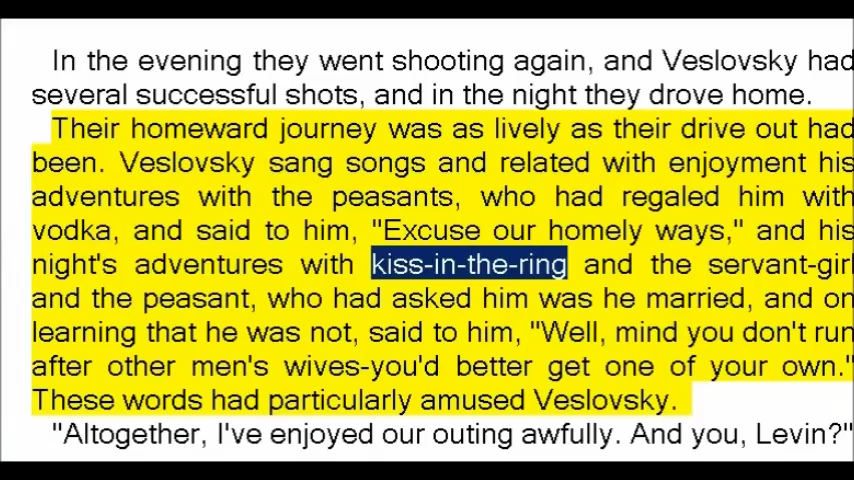 In the evening they went shooting again, and Veslovsky had
several successful shots, and in the night they drove home.
Their homeward journey was as lively as their drive out had
been. Veslovsky sang songs and related with enjoyment his
adventures with the peasants, who had regaled him with
vodka, and said to him, "Excuse our homely ways," and his
night's adventures with kiss-in-the-ring and the servant-girl
and the peasant, who had asked him was he married, and on
learning that he was not, said to him, "Well, mind you don't run
after other men's wives-you'd better get one of your own."
These words had particularly amused Veslovsky.
"Altogether, I've enjoyed our outing awfully. And you, Levin?"